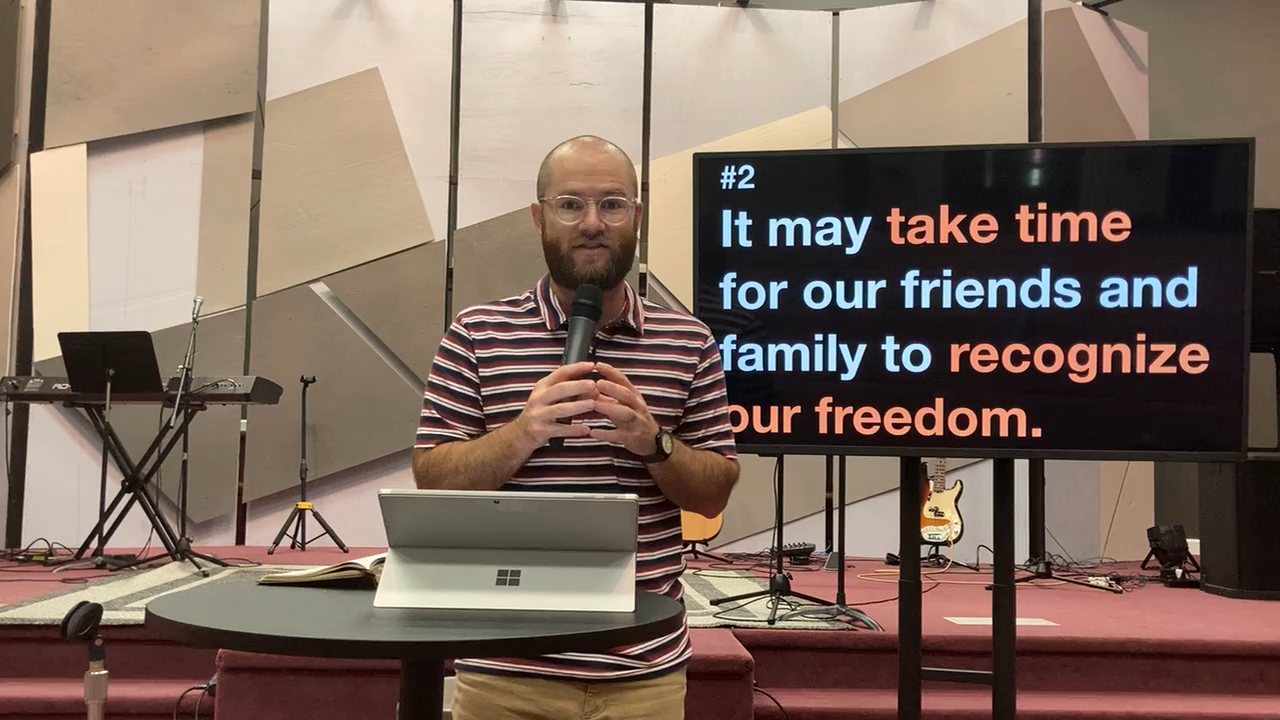 #2
It may take time
for our friends and
family to recognize
our freedom.